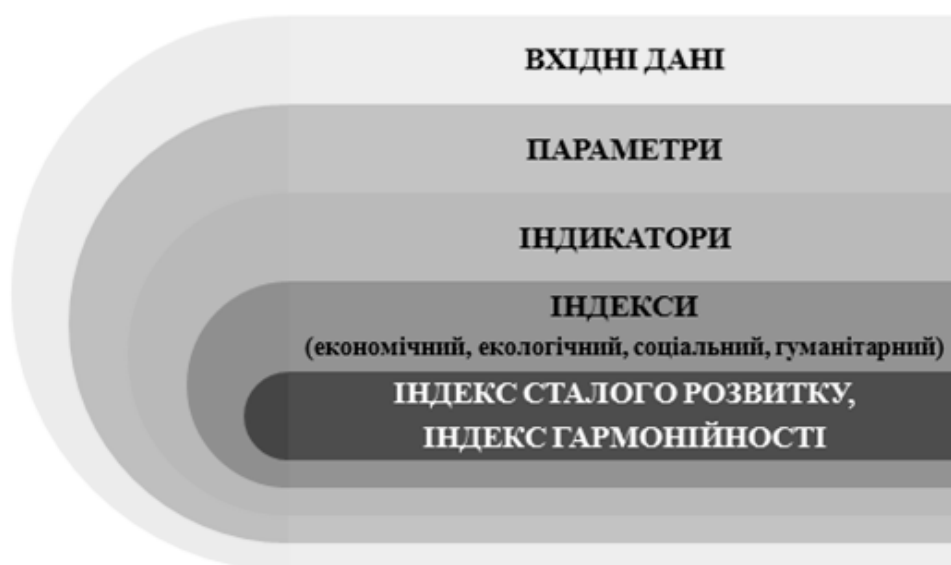 ВХІДНІ ДАНІ
ПАРАМЕТРИ
ІНДИКАТОРИ
ІНДЕКСИ
(економічний, екологічний, соціальний, гуманітарний)
ІНДЕКС СТАЛОГО РОЗВИТКУ,
ІНДЕКС ГАРМОНІЙНОСТІ